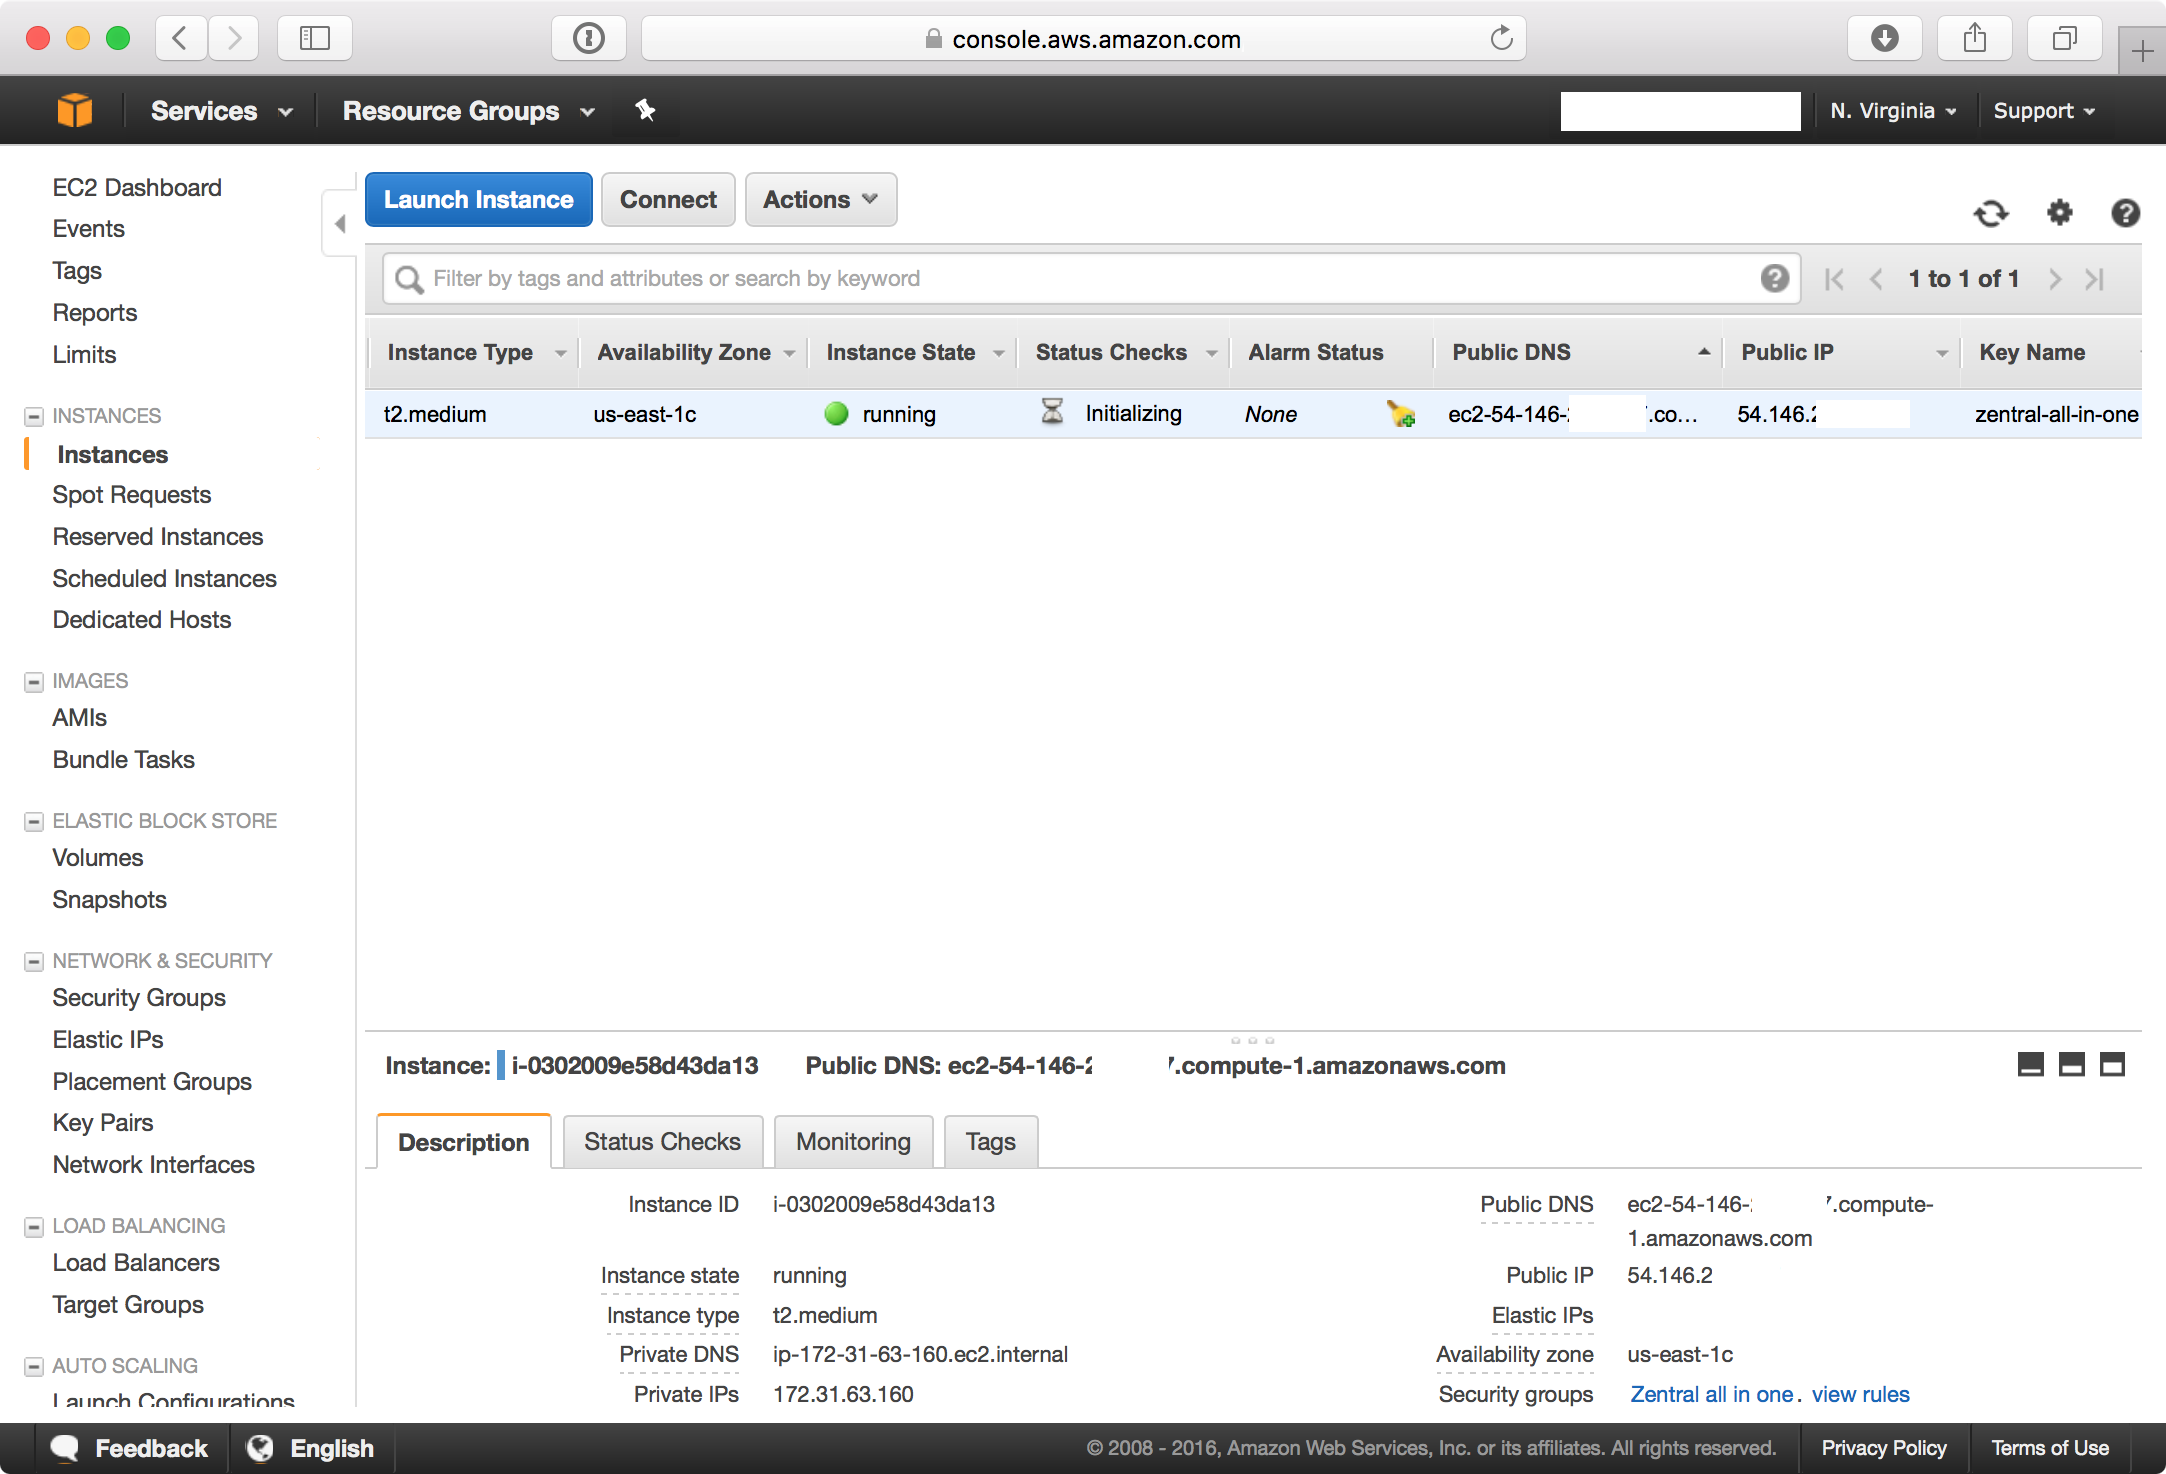 console.aws.amazon.com
Services Resource Groups N. Virginia Support
EC2 Dashboard
Events
Tags
Reports
Limits
INSTANCES
Instances
Spot Requests
Reserved Instances
Scheduled Instances
Dedicated Hosts
IMAGES
AMIs
Bundle Tasks
ELASTIC BLOCK STORE
Volumes
Snapshots
NETWORK & SECURITY
Security Groups
Elastic IPs
Placement Groups
Key Pairs
Network Interfaces
LOAD BALANCING
Load Balancers
Target Groups
AUTO SCALING
Launch Configurations
Launch Instance Connect Actions
Filter by tags and attributes or search by keyword 1 to 1 of 1
Instance Type Availability Zone Instance State Status Checks Alarm Status Public DNS Public IP Key Name
t2.medium us-east-1c running Initializing None ec2-54-146- .co... 54.146.2 zentral-all-in-one
Instance: i-0302009e58d43da13 Public DNS: ec2-54-146-2 7.compute-1.amazonaws.com
Description Status Checks Monitoring Tags
Instance ID i-0302009e58d43da13
Instance state running
Instance type t2.medium
Private DNS ip-172-31-63-160.ec2.internal
Private IPs 172.31.63.160
Public DNS ec2-54-146- 7.compute-
1.amazonaws.com
Public IP 54.146.2
Elastic IPs
Availability zone us-east-1c
Security groups Zentral all in one. view rules
Feedback English © 2008 - 2016, Amazon Web Services, Inc. or its affiliates. All rights reserved. Privacy Policy Terms of Use